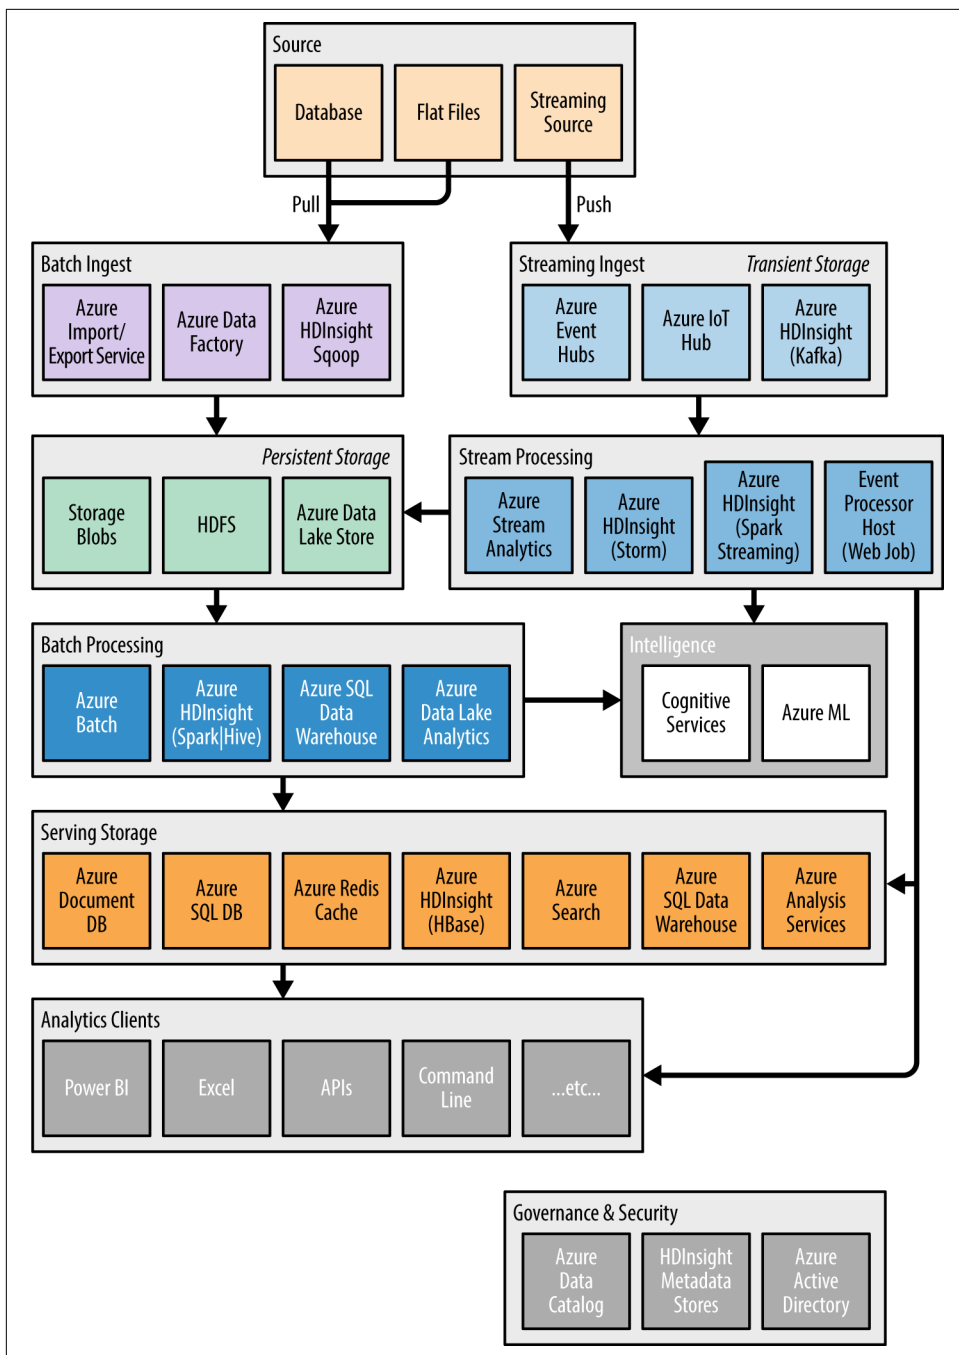 Source
Database
Flat Files
Streaming
Source
Pull
Push
Batch Ingest
Azure
Import/
Export Service
Azure Data
Factory
Azure
HDInsight
Sqoop
Streaming Ingest
Transient Storage
Azure
Event
Hubs
Azure IoT
Hub
Azure
HDInsight
(Kafka)
Persistent Storage
Storage
Blobs
HDFS
Azure Data
Lake Store
Stream Processing
Azure
Stream
Analytics
Azure
HDInsight
(Storm)
Azure
HDInsight
(Spark
Streaming)
Event
Processor
Host
(Web Job)
Batch Processing
Azure
Batch
Azure
HDInsight
(Spark|Hive)
Azure SQL
Data
Warehouse
Azure
Data Lake
Analytics
Intelligence
Cognitive
Services
Azure ML
Serving Storage
Azure
Document
DB
Azure
SQL DB
Azure Redis
Cache
Azure
HDInsight
(HBase)
Azure
Search
Azure
SQL Data
Warehouse
Azure
Analysis
Services
Analytics Clients
Power BI
Excel
APIs
Command
Line
...etc...
Governance & Security
Azure
Data
Catalog
HDInsight
Metadata
Stores
Azure
Active
Directory